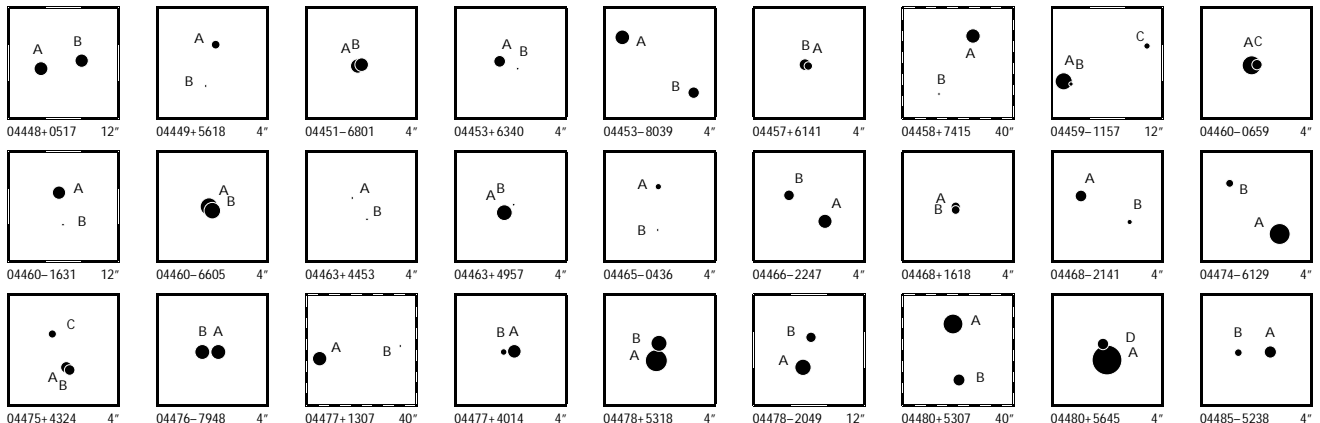 A B A B A B A B A B B A A B A B C A C
04448+0517 12″ 04449+5618 4″ 04451−6801 4″ 04453+6340 4″ 04453−8039 4″ 04457+6141 4″ 04458+7415 40″ 04459−1157 12″ 04460−0659 4″
A B A B A B A B A B B A A B A B B A
04460−1631 12″ 04460−6605 4″ 04463+4453 4″ 04463+4957 4″ 04465−0436 4″ 04466−2247 4″ 04468+1618 4″ 04468−2141 4″ 04474−6129 4″
C A B B A A B B A B A B A A B D A B A
04475+4324 4″ 04476−7948 4″ 04477+1307 40″ 04477+4014 4″ 04478+5318 4″ 04478−2049 12″ 04480+5307 40″ 04480+5645 4″ 04485−5238 4″